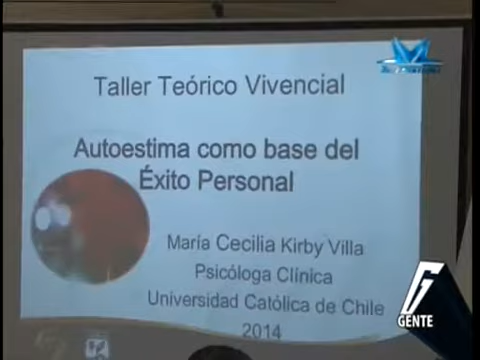 Taller Teórico Vivencial
Autoestima como base del
Éxito Personal
María Cecilia Kirby Villa
Psicóloga Clínica
Universidad Católica de Chile
2014
GENTE